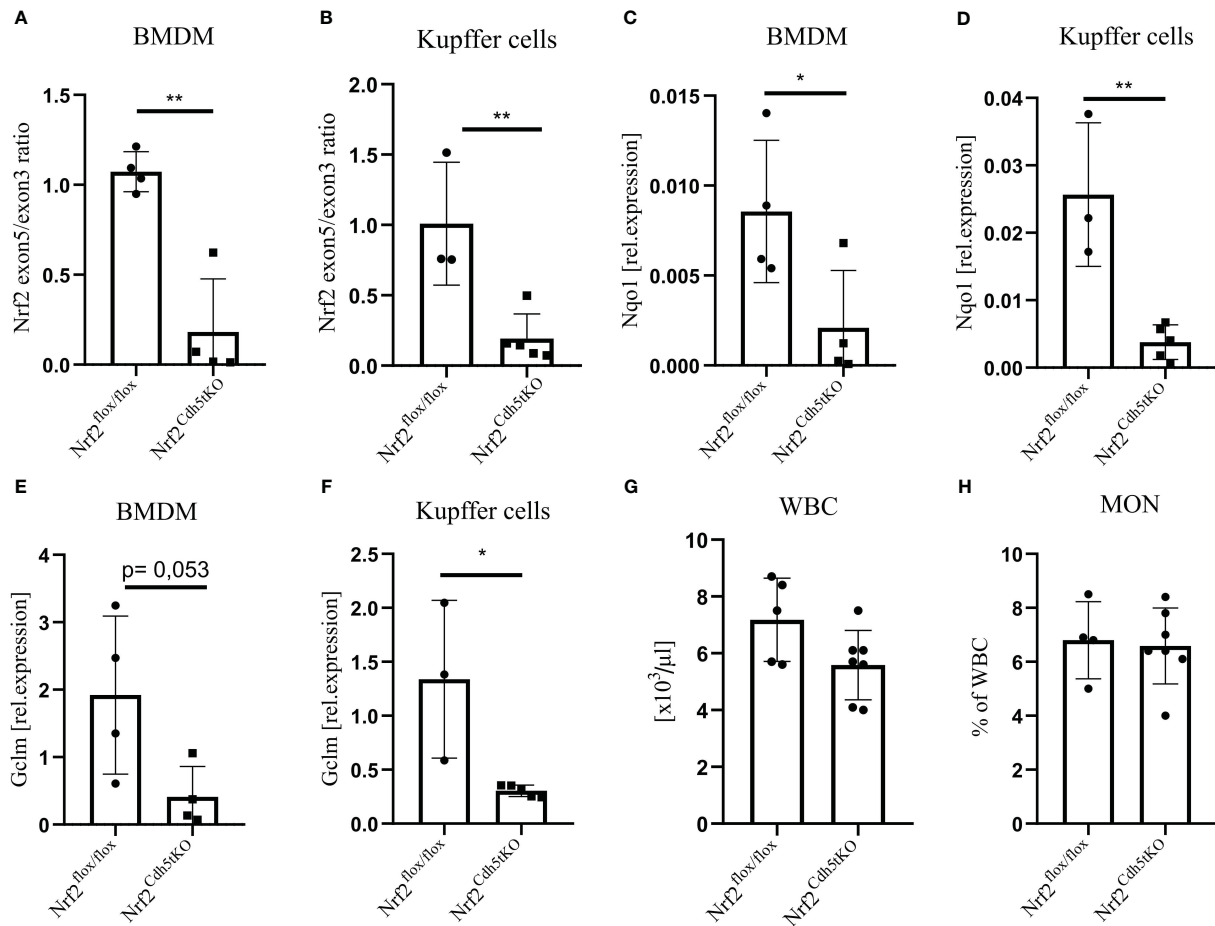 A
BMDM
Nrf2 exon5/exon3 ratio
1.5
1.0
0.5
0.0
**
Nrf2flox/flox
Nrf2Cdh5tKO
B
Kupffer cells
Nrf2 exon5/exon3 ratio
2.0
1.5
1.0
0.5
0.0
**
Nrf2flox/flox
Nrf2Cdh5tKO
C
BMDM
Nqo1 [rel.expression]
0.015
0.010
0.005
0.000
*
Nrf2flox/flox
Nrf2Cdh5tKO
D
Kupffer cells
Nqo1 [rel.expression]
0.04
0.03
0.02
0.01
0.00
**
Nrf2flox/flox
Nrf2Cdh5tKO
E
BMDM
Gclm [rel.expression]
4
3
2
1
0
p= 0,053
Nrf2flox/flox
Nrf2Cdh5tKO
F
Kupffer cells
Gclm [rel.expression]
2.5
2.0
1.5
1.0
0.5
0.0
*
Nrf2flox/flox
Nrf2Cdh5tKO
G
WBC
[x10³/µl]
10
8
6
4
2
0
Nrf2flox/flox
Nrf2Cdh5tKO
H
MON
% of WBC
10
8
6
4
2
0
Nrf2flox/flox
Nrf2Cdh5tKO